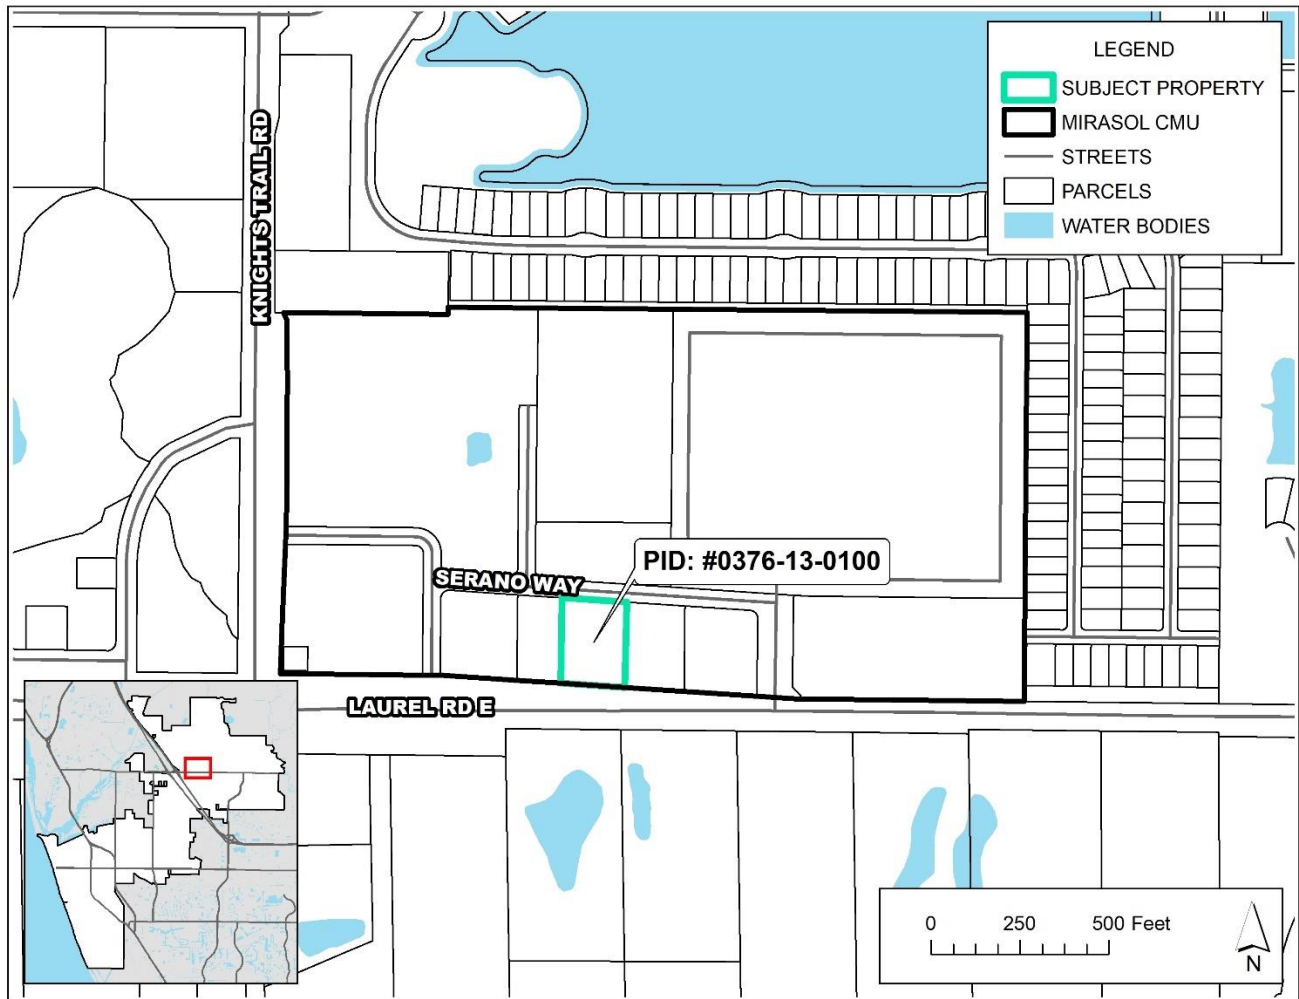 LEGEND
SUBJECT PROPERTY
MIRASOL CMU
STREETS
PARCELS
WATER BODIES
KNIGHTS TRAIL RD
PID: #0376-13-0100
SERANO WAY
LAUREL RD E
0 250 500 Feet
N